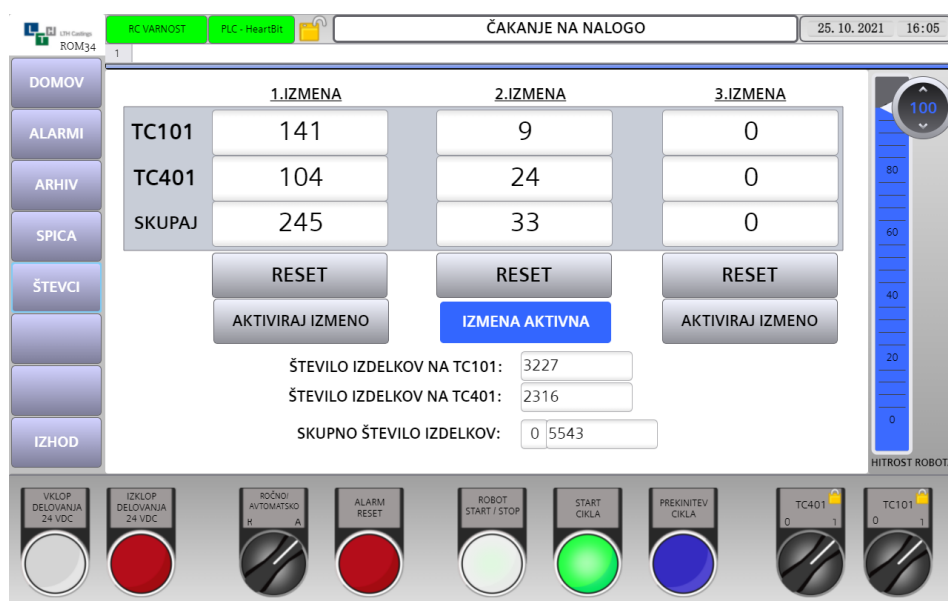 LTH LTH Castings
ROM34
RC VARNOST
PLC - HeartBit
ČAKANJE NA NALOGO
25. 10. 2021 16:05
1
DOMOV
ALARMI
ARHIV
SPICA
ŠTEVCI
IZHOD
1.IZMENA 2.IZMENA 3.IZMENA
TC101 141 9 0
TC401 104 24 0
SKUPAJ 245 33 0
RESET RESET RESET
AKTIVIRAJ IZMENO IZMENA AKTIVNA AKTIVIRAJ IZMENO
ŠTEVILO IZDELKOV NA TC101: 3227
ŠTEVILO IZDELKOV NA TC401: 2316
SKUPNO ŠTEVILO IZDELKOV: 0 5543
100
80
60
40
20
0
HITROST ROBOT
VKLOP
DELOVANJA
24 VDC
IZKLOP
DELOVANJA
24 VDC
ROČNO/
AVTOMATSKO
R A
ALARM
RESET
ROBOT
START / STOP
START
CIKLA
PREKINITEV
CIKLA
TC401
0 1
TC101
0 1